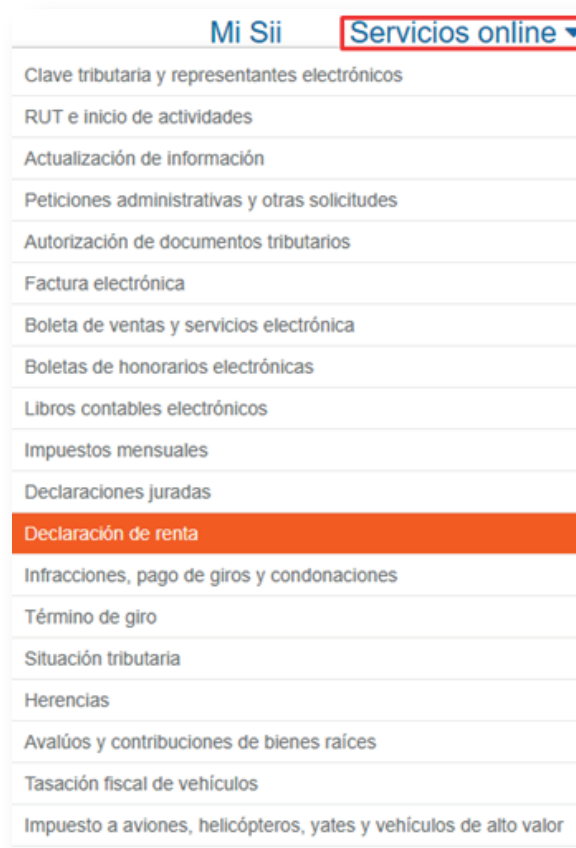 Mi Sii Servicios online
Clave tributaria y representantes electrónicos
RUT e inicio de actividades
Actualización de información
Peticiones administrativas y otras solicitudes
Autorización de documentos tributarios
Factura electrónica
Boleta de ventas y servicios electrónica
Boletas de honorarios electrónicas
Libros contables electrónicos
Impuestos mensuales
Declaraciones juradas
Declaración de renta
Infracciones, pago de giros y condonaciones
Término de giro
Situación tributaria
Herencias
Avalúos y contribuciones de bienes raíces
Tasación fiscal de vehículos
Impuesto a aviones, helicópteros, yates y vehículos de alto valor